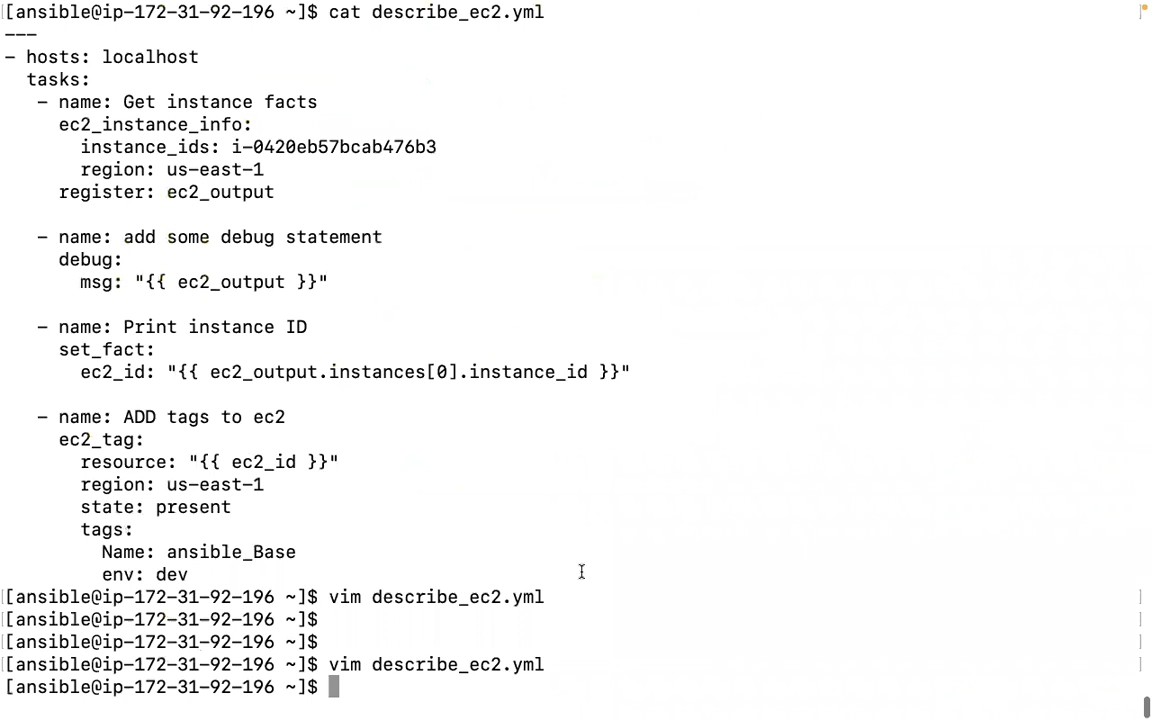 [ansible@ip-172-31-92-196 ~]$ cat describe_ec2.yml
---
- hosts: localhost
  tasks:
   - name: Get instance facts
     ec2_instance_info:
       instance_ids: i-0420eb57bcab476b3
       region: us-east-1
     register: ec2_output

   - name: add some debug statement
     debug:
       msg: "{{ ec2_output }}"

   - name: Print instance ID
     set_fact:
       ec2_id: "{{ ec2_output.instances[0].instance_id }}"

   - name: ADD tags to ec2
     ec2_tag:
       resource: "{{ ec2_id }}"
       region: us-east-1
       state: present
       tags:
         Name: ansible_Base
         env: dev
[ansible@ip-172-31-92-196 ~]$ vim describe_ec2.yml
[ansible@ip-172-31-92-196 ~]$
[ansible@ip-172-31-92-196 ~]$
[ansible@ip-172-31-92-196 ~]$ vim describe_ec2.yml
[ansible@ip-172-31-92-196 ~]$